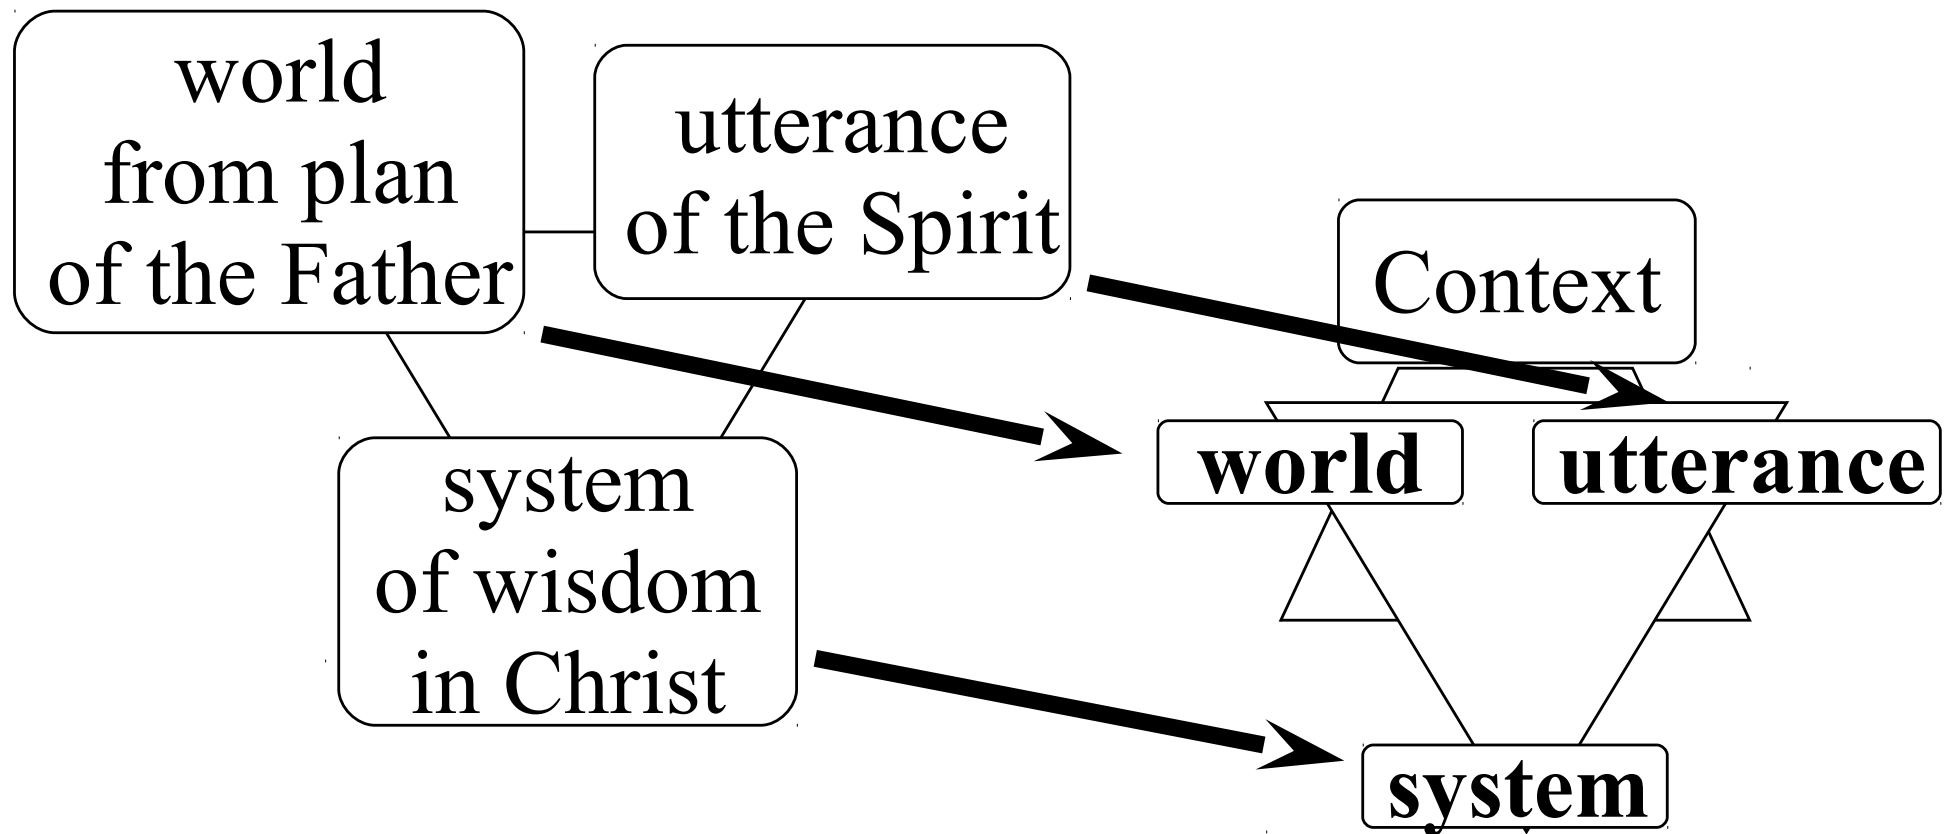 world
from plan
of the Father
utterance
of the Spirit
system
of wisdom
in Christ
Context
world
utterance
system